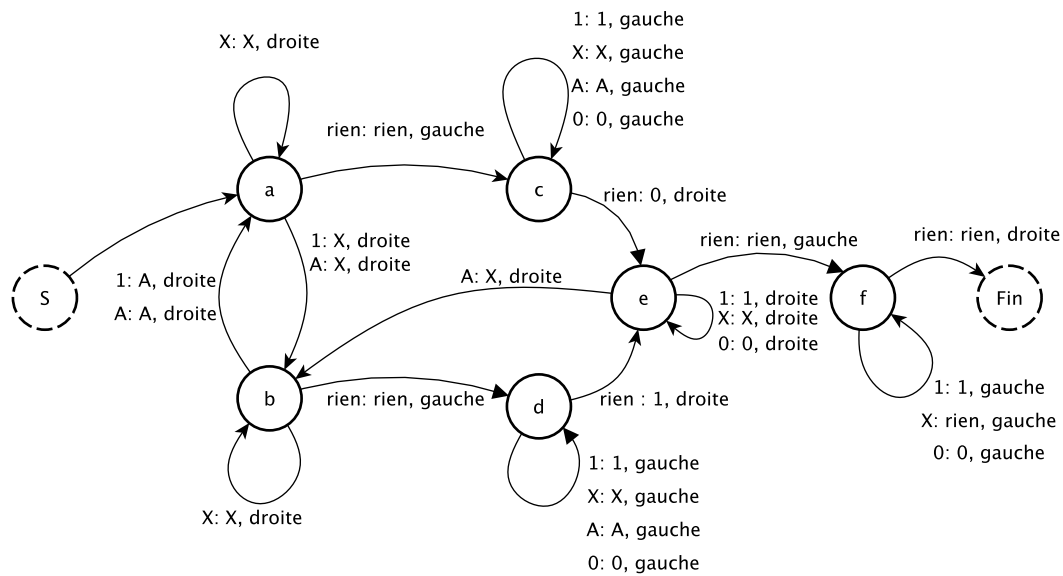 X: X, droite
1: 1, gauche
X: X, gauche
A: A, gauche
0: 0, gauche
rien: rien, gauche
a
c
rien: 0, droite
1: X, droite
A: X, droite
rien: rien, gauche
rien: rien, droite
S
1: A, droite
A: A, droite
A: X, droite
e
1: 1, droite
X: X, droite
0: 0, droite
f
Fin
b
rien: rien, gauche
d
rien : 1, droite
1: 1, gauche
X: rien, gauche
0: 0, gauche
X: X, droite
1: 1, gauche
X: X, gauche
A: A, gauche
0: 0, gauche